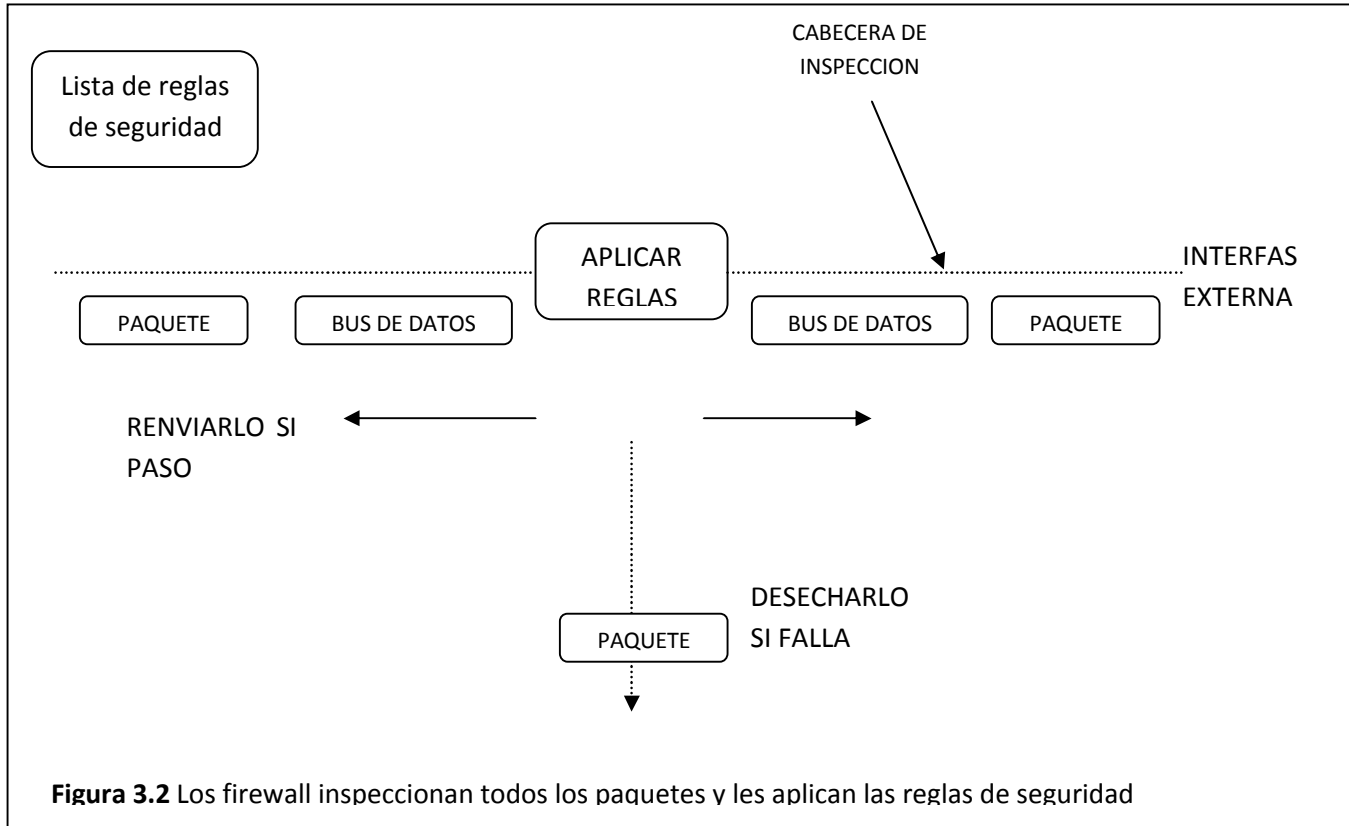 CABECERA DE
INSPECCION
Lista de reglas
de seguridad
APLICAR
REGLAS
INTERFAS
EXTERNA
PAQUETE
BUS DE DATOS
BUS DE DATOS
PAQUETE
RENVIARLO SI
PASO
DESECHARLO
SI FALLA
PAQUETE
Figura 3.2 Los firewall inspeccionan todos los paquetes y les aplican las reglas de seguridad